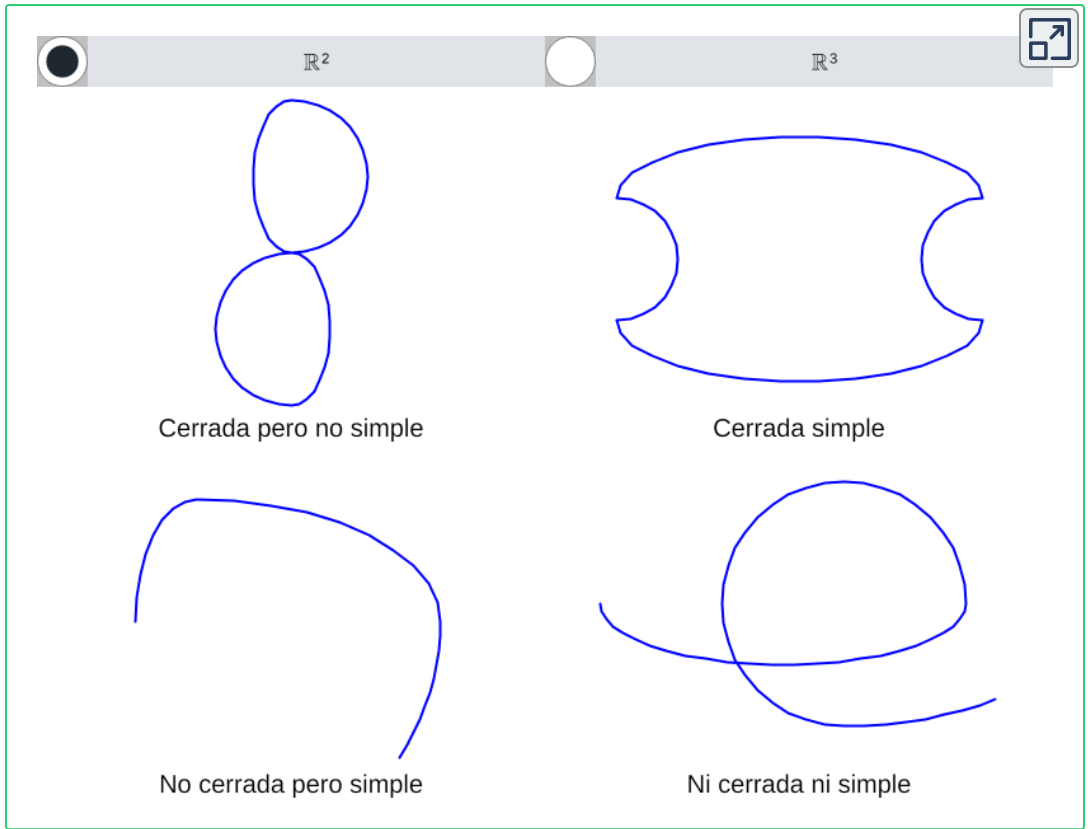 ℝ²
ℝ³
Cerrada pero no simple
Cerrada simple
No cerrada pero simple
Ni cerrada ni simple